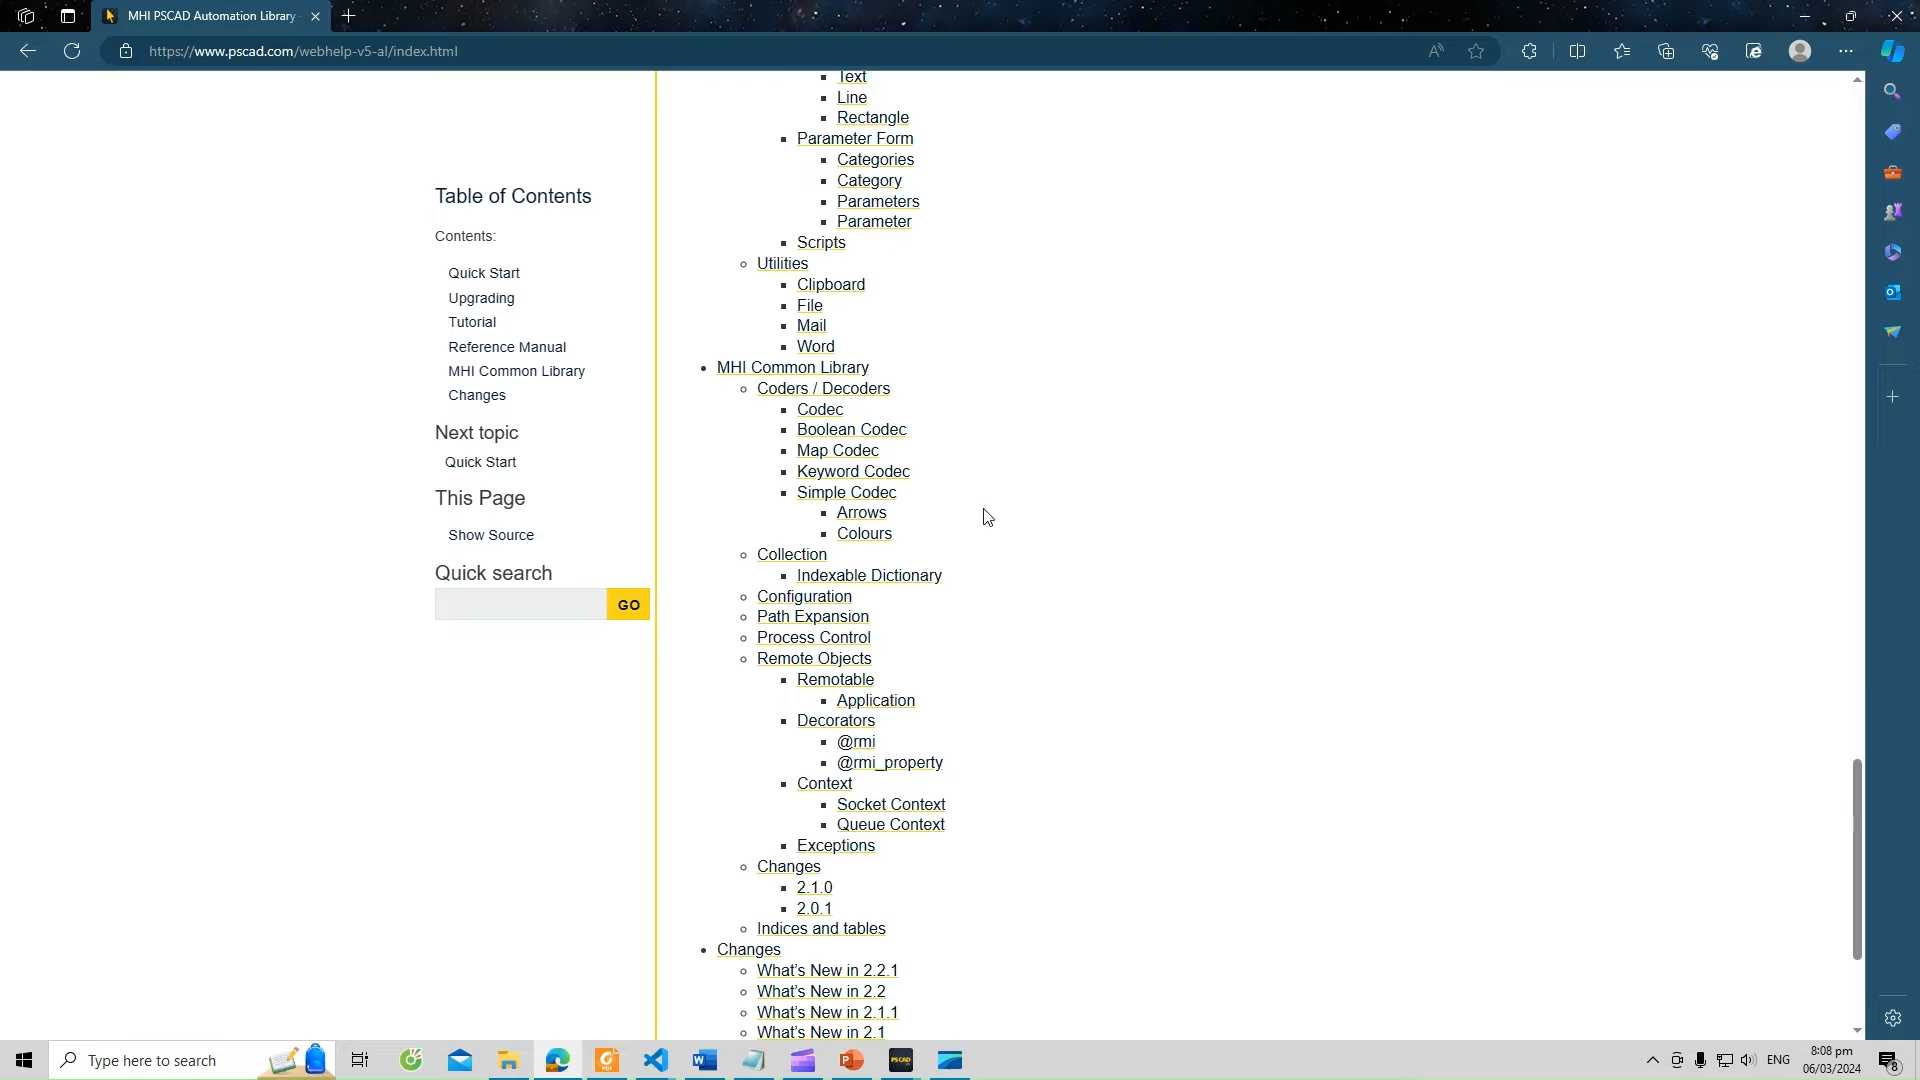 MHI PSCAD Automation Library
https://www.pscad.com/webhelp-v5-al/index.html
Table of Contents
Contents:
Quick Start
Upgrading
Tutorial
Reference Manual
MHI Common Library
Changes
Next topic
Quick Start
This Page
Show Source
Quick search
GO
Text
Line
Rectangle
Parameter Form
Categories
Category
Parameters
Parameter
Scripts
Utilities
Clipboard
File
Mail
Word
MHI Common Library
Coders / Decoders
Codec
Boolean Codec
Map Codec
Keyword Codec
Simple Codec
Arrows
Colours
Collection
Indexable Dictionary
Configuration
Path Expansion
Process Control
Remote Objects
Remotable
Application
Decorators
@rmi
@rmi_property
Context
Socket Context
Queue Context
Exceptions
Changes
2.1.0
2.0.1
Indices and tables
Changes
What's New in 2.2.1
What's New in 2.2
What's New in 2.1.1
What's New in 2.1
Type here to search
PSCAD
ENG
8:08 pm
06/03/2024
8